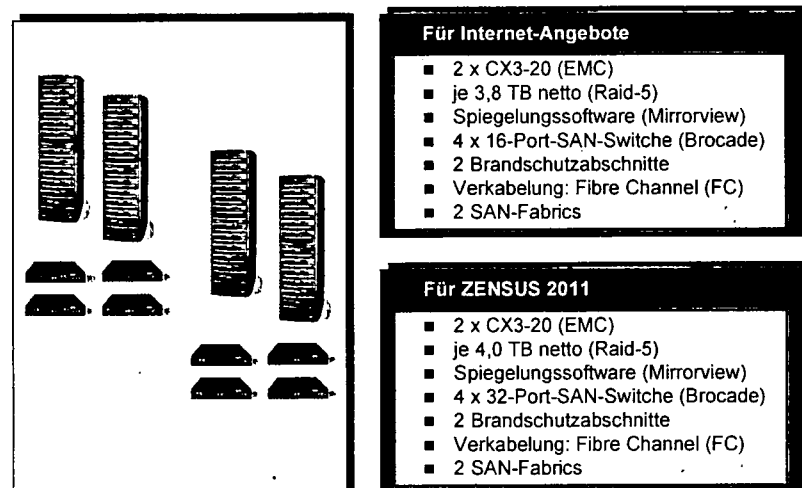 Für Internet-Angebote
■ 2 x CX3-20 (EMC)
■ je 3,8 TB netto (Raid-5)
■ Spiegelungssoftware (Mirrorview)
■ 4 x 16-Port-SAN-Switche (Brocade)
■ 2 Brandschutzabschnitte
■ Verkabelung: Fibre Channel (FC)
■ 2 SAN-Fabrics
Für ZENSUS 2011
■ 2 x CX3-20 (EMC)
■ je 4,0 TB netto (Raid-5)
■ Spiegelungssoftware (Mirrorview)
■ 4 x 32-Port-SAN-Switche (Brocade)
■ 2 Brandschutzabschnitte
■ Verkabelung: Fibre Channel (FC)
■ 2 SAN-Fabrics